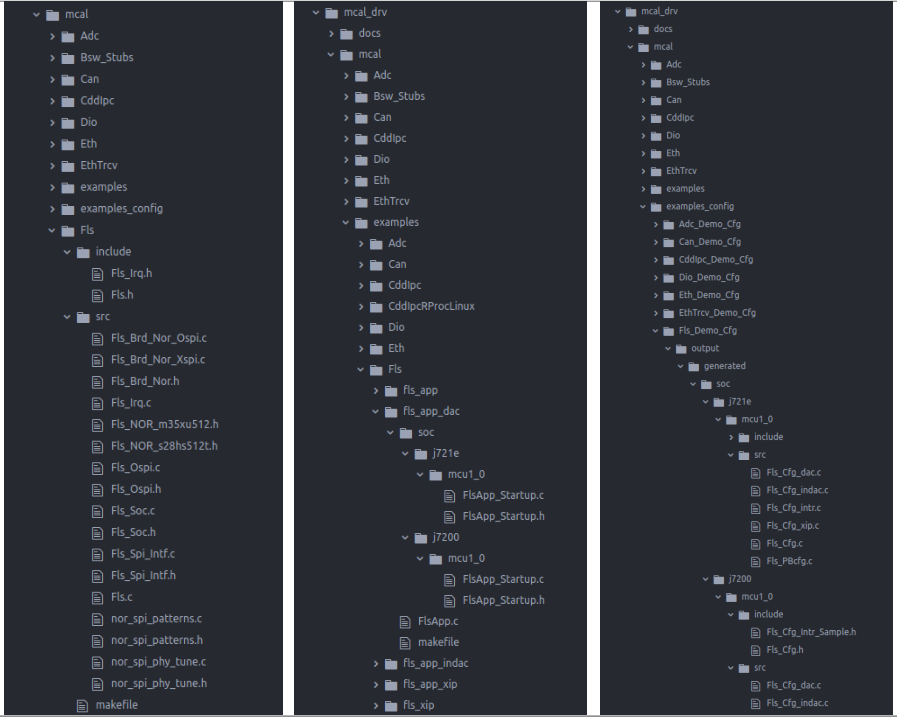 mcal
Adc
Bsw_Stubs
Can
CddIpc
Dio
Eth
EthTrcv
examples
examples_config
Fls
include
Fls_Irq.h
Fls.h
src
Fls_Brd_Nor_Ospi.c
Fls_Brd_Nor_Xspi.c
Fls_Brd_Nor.h
Fls_Irq.c
Fls_NOR_m35xu512.h
Fls_NOR_s28hs512t.h
Fls_Ospi.c
Fls_Ospi.h
Fls_Soc.c
Fls_Soc.h
Fls_Spi_Intf.c
Fls_Spi_Intf.h
Fls.c
nor_spi_patterns.c
nor_spi_patterns.h
nor_spi_phy_tune.c
nor_spi_phy_tune.h
makefile
mcal_drv
docs
mcal
Adc
Bsw_Stubs
Can
CddIpc
Dio
Eth
EthTrcv
examples
Adc
Can
CddIpc
CddIpcRProcLinux
Dio
Eth
Fls
fls_app
fls_app_dac
soc
j721e
mcu1_0
FlsApp_Startup.c
FlsApp_Startup.h
j7200
mcu1_0
FlsApp_Startup.c
FlsApp_Startup.h
FlsApp.c
makefile
fls_app_indac
fls_app_xip
fls_xip
mcal_drv
docs
mcal
Adc
Bsw_Stubs
Can
CddIpc
Dio
Eth
EthTrcv
examples
examples_config
Adc_Demo_Cfg
Can_Demo_Cfg
CddIpc_Demo_Cfg
Dio_Demo_Cfg
Eth_Demo_Cfg
EthTrcv_Demo_Cfg
Fls_Demo_Cfg
output
generated
soc
j721e
mcu1_0
include
src
Fls_Cfg_dac.c
Fls_Cfg_indac.c
Fls_Cfg_intr.c
Fls_Cfg_xip.c
Fls_Cfg.c
Fls_PBcfg.c
j7200
mcu1_0
include
Fls_Cfg_Intr_Sample.h
Fls_Cfg.h
src
Fls_Cfg_dac.c
Fls_Cfg_indac.c